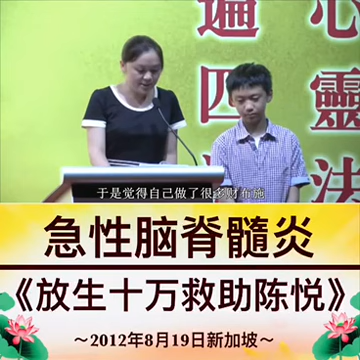 遍 心
四 靈
法
于是觉得自己做了很多财布施
急性脑脊髓炎
《放生十万救助陈悦》
～2012年8月19日新加坡～